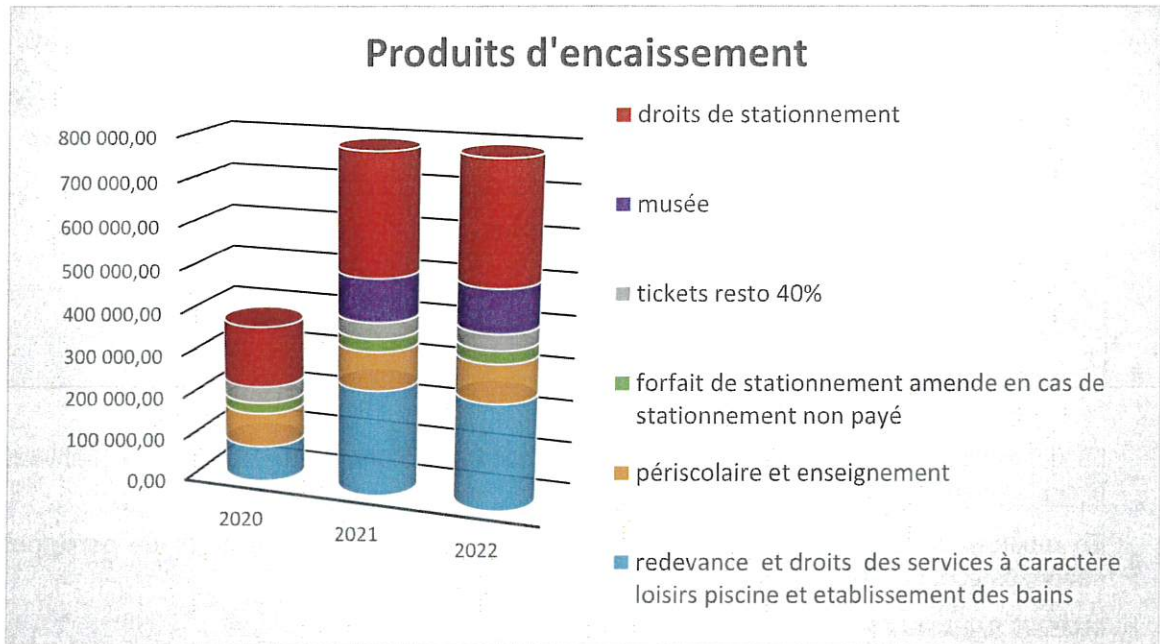 Produits d'encaissement
800 000,00
700 000,00
600 000,00
500 000,00
400 000,00
300 000,00
200 000,00
100 000,00
0,00
2020
2021
2022
droits de stationnement
musée
tickets resto 40%
forfait de stationnement amende en cas de
stationnement non payé
périscolaire et enseignement
redevance et droits des services à caractère
loisirs piscine et etablissement des bains